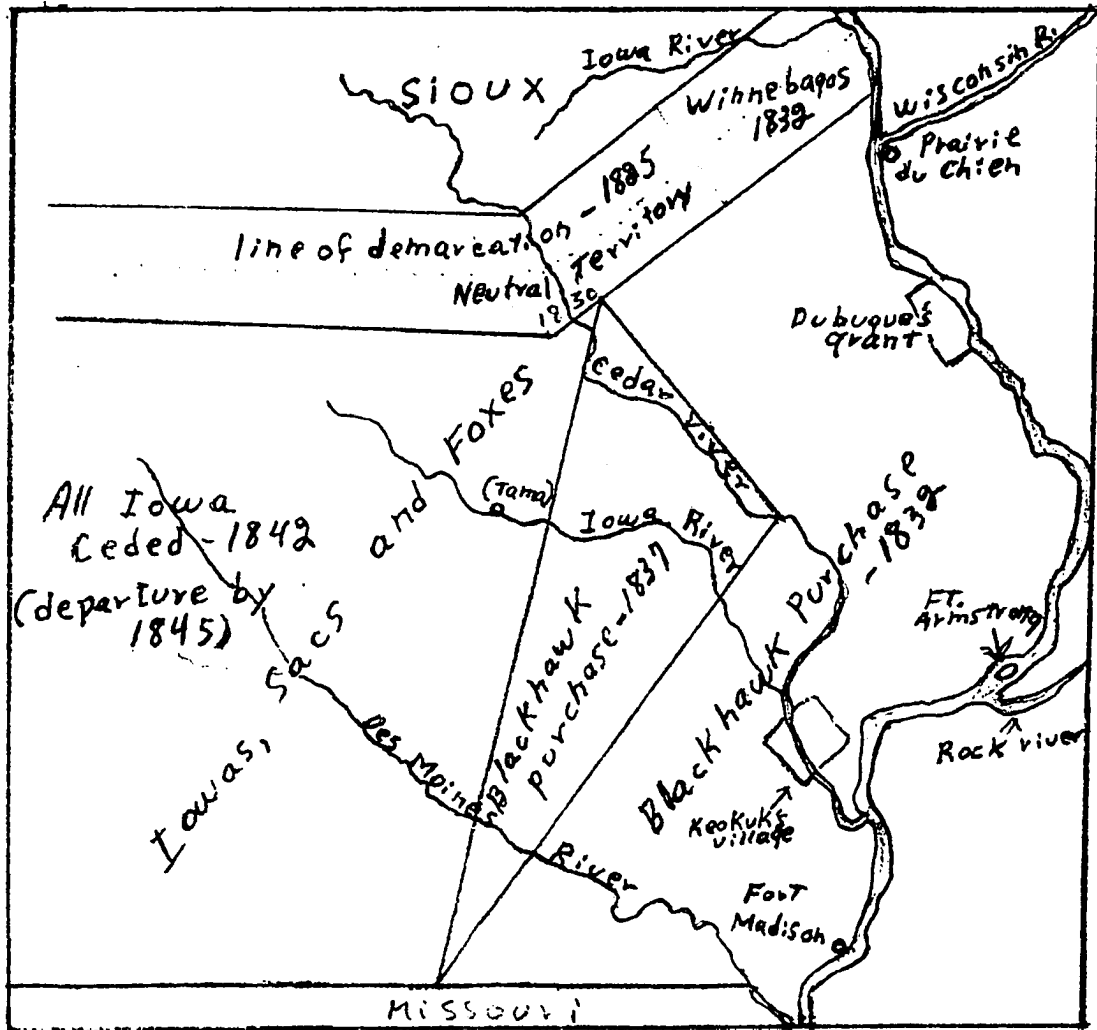 Iowa River
SIOUX
Winnebagos
1832
Wisconsin Ri.
Prairie
du Chien
line of demarcation - 1825
Neutral Territory
1830
Dubuque's
grant
Cedar River
Iowas, Sacs and Foxes
(Tama)
Iowa River
All Iowa
Ceded - 1842
(departure by
1845)
Blackhawk
purchase - 1837
Blackhawk Purchase
- 1832
Ft.
Armstrong
Rock river
Des Moines River
Keokuk's
village
Fort
Madison
Missouri